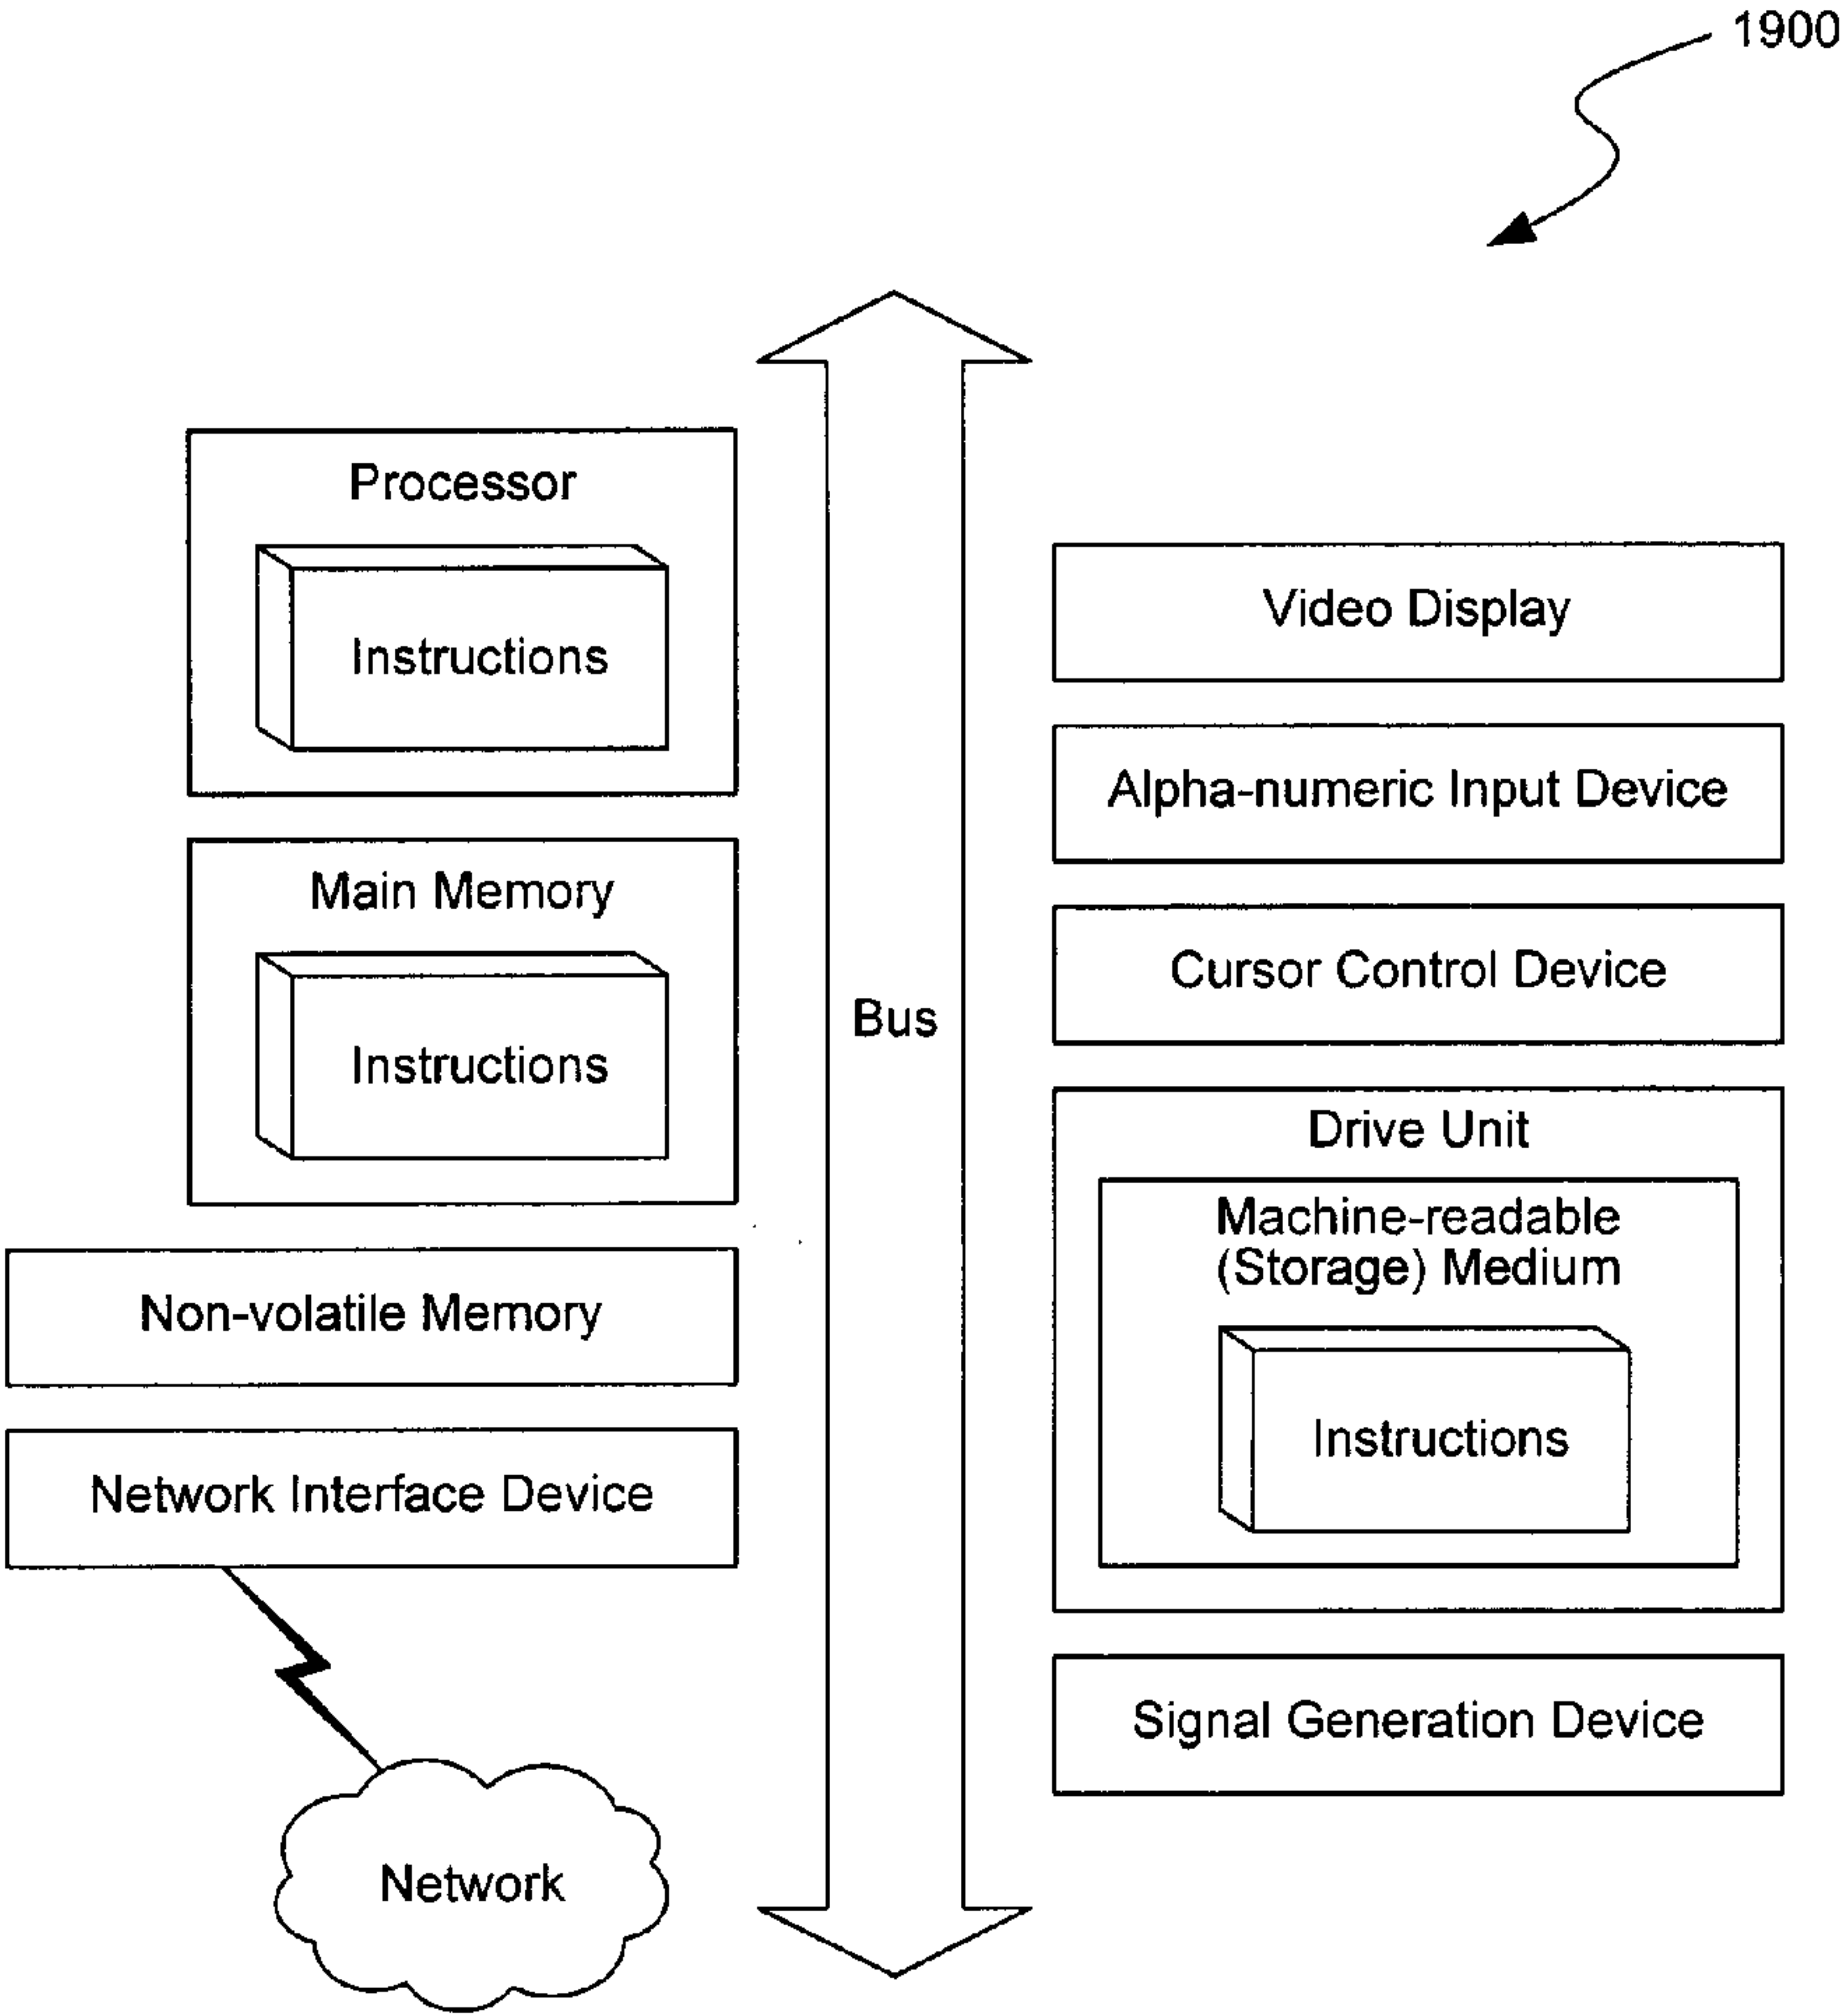 1900
Processor
Instructions
Main Memory
Instructions
Non-volatile Memory
Network Interface Device
Network
Bus
Video Display
Alpha-numeric Input Device
Cursor Control Device
Drive Unit
Machine-readable
(Storage) Medium
Instructions
Signal Generation Device